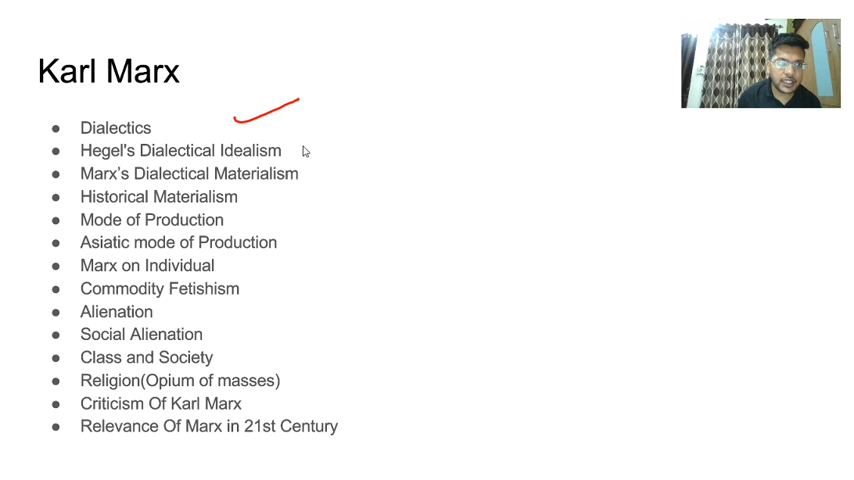 Karl Marx
● Dialectics
● Hegel's Dialectical Idealism
● Marx's Dialectical Materialism
● Historical Materialism
● Mode of Production
● Asiatic mode of Production
● Marx on Individual
● Commodity Fetishism
● Alienation
● Social Alienation
● Class and Society
● Religion(Opium of masses)
● Criticism Of Karl Marx
● Relevance Of Marx in 21st Century